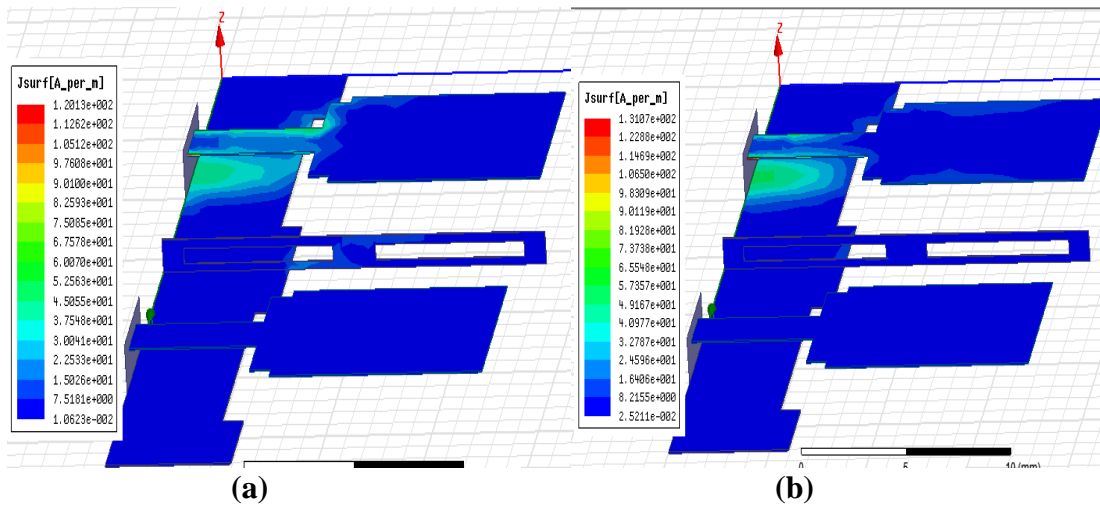 Z
Jsurf[A_per_m]
1.2013e+002
1.1262e+002
1.0512e+002
9.7608e+001
9.0100e+001
8.2593e+001
7.5085e+001
6.7578e+001
6.0070e+001
5.2563e+001
4.5055e+001
3.7548e+001
3.0041e+001
2.2533e+001
1.5026e+001
7.5181e+000
1.0623e-002
(a)
Z
Jsurf[A_per_m]
1.3107e+002
1.2288e+002
1.1469e+002
1.0650e+002
9.8309e+001
9.0119e+001
8.1928e+001
7.3738e+001
6.5548e+001
5.7357e+001
4.9167e+001
4.0977e+001
3.2787e+001
2.4596e+001
1.6406e+001
8.2155e+000
2.5211e-002
0 5 10 (mm)
(b)